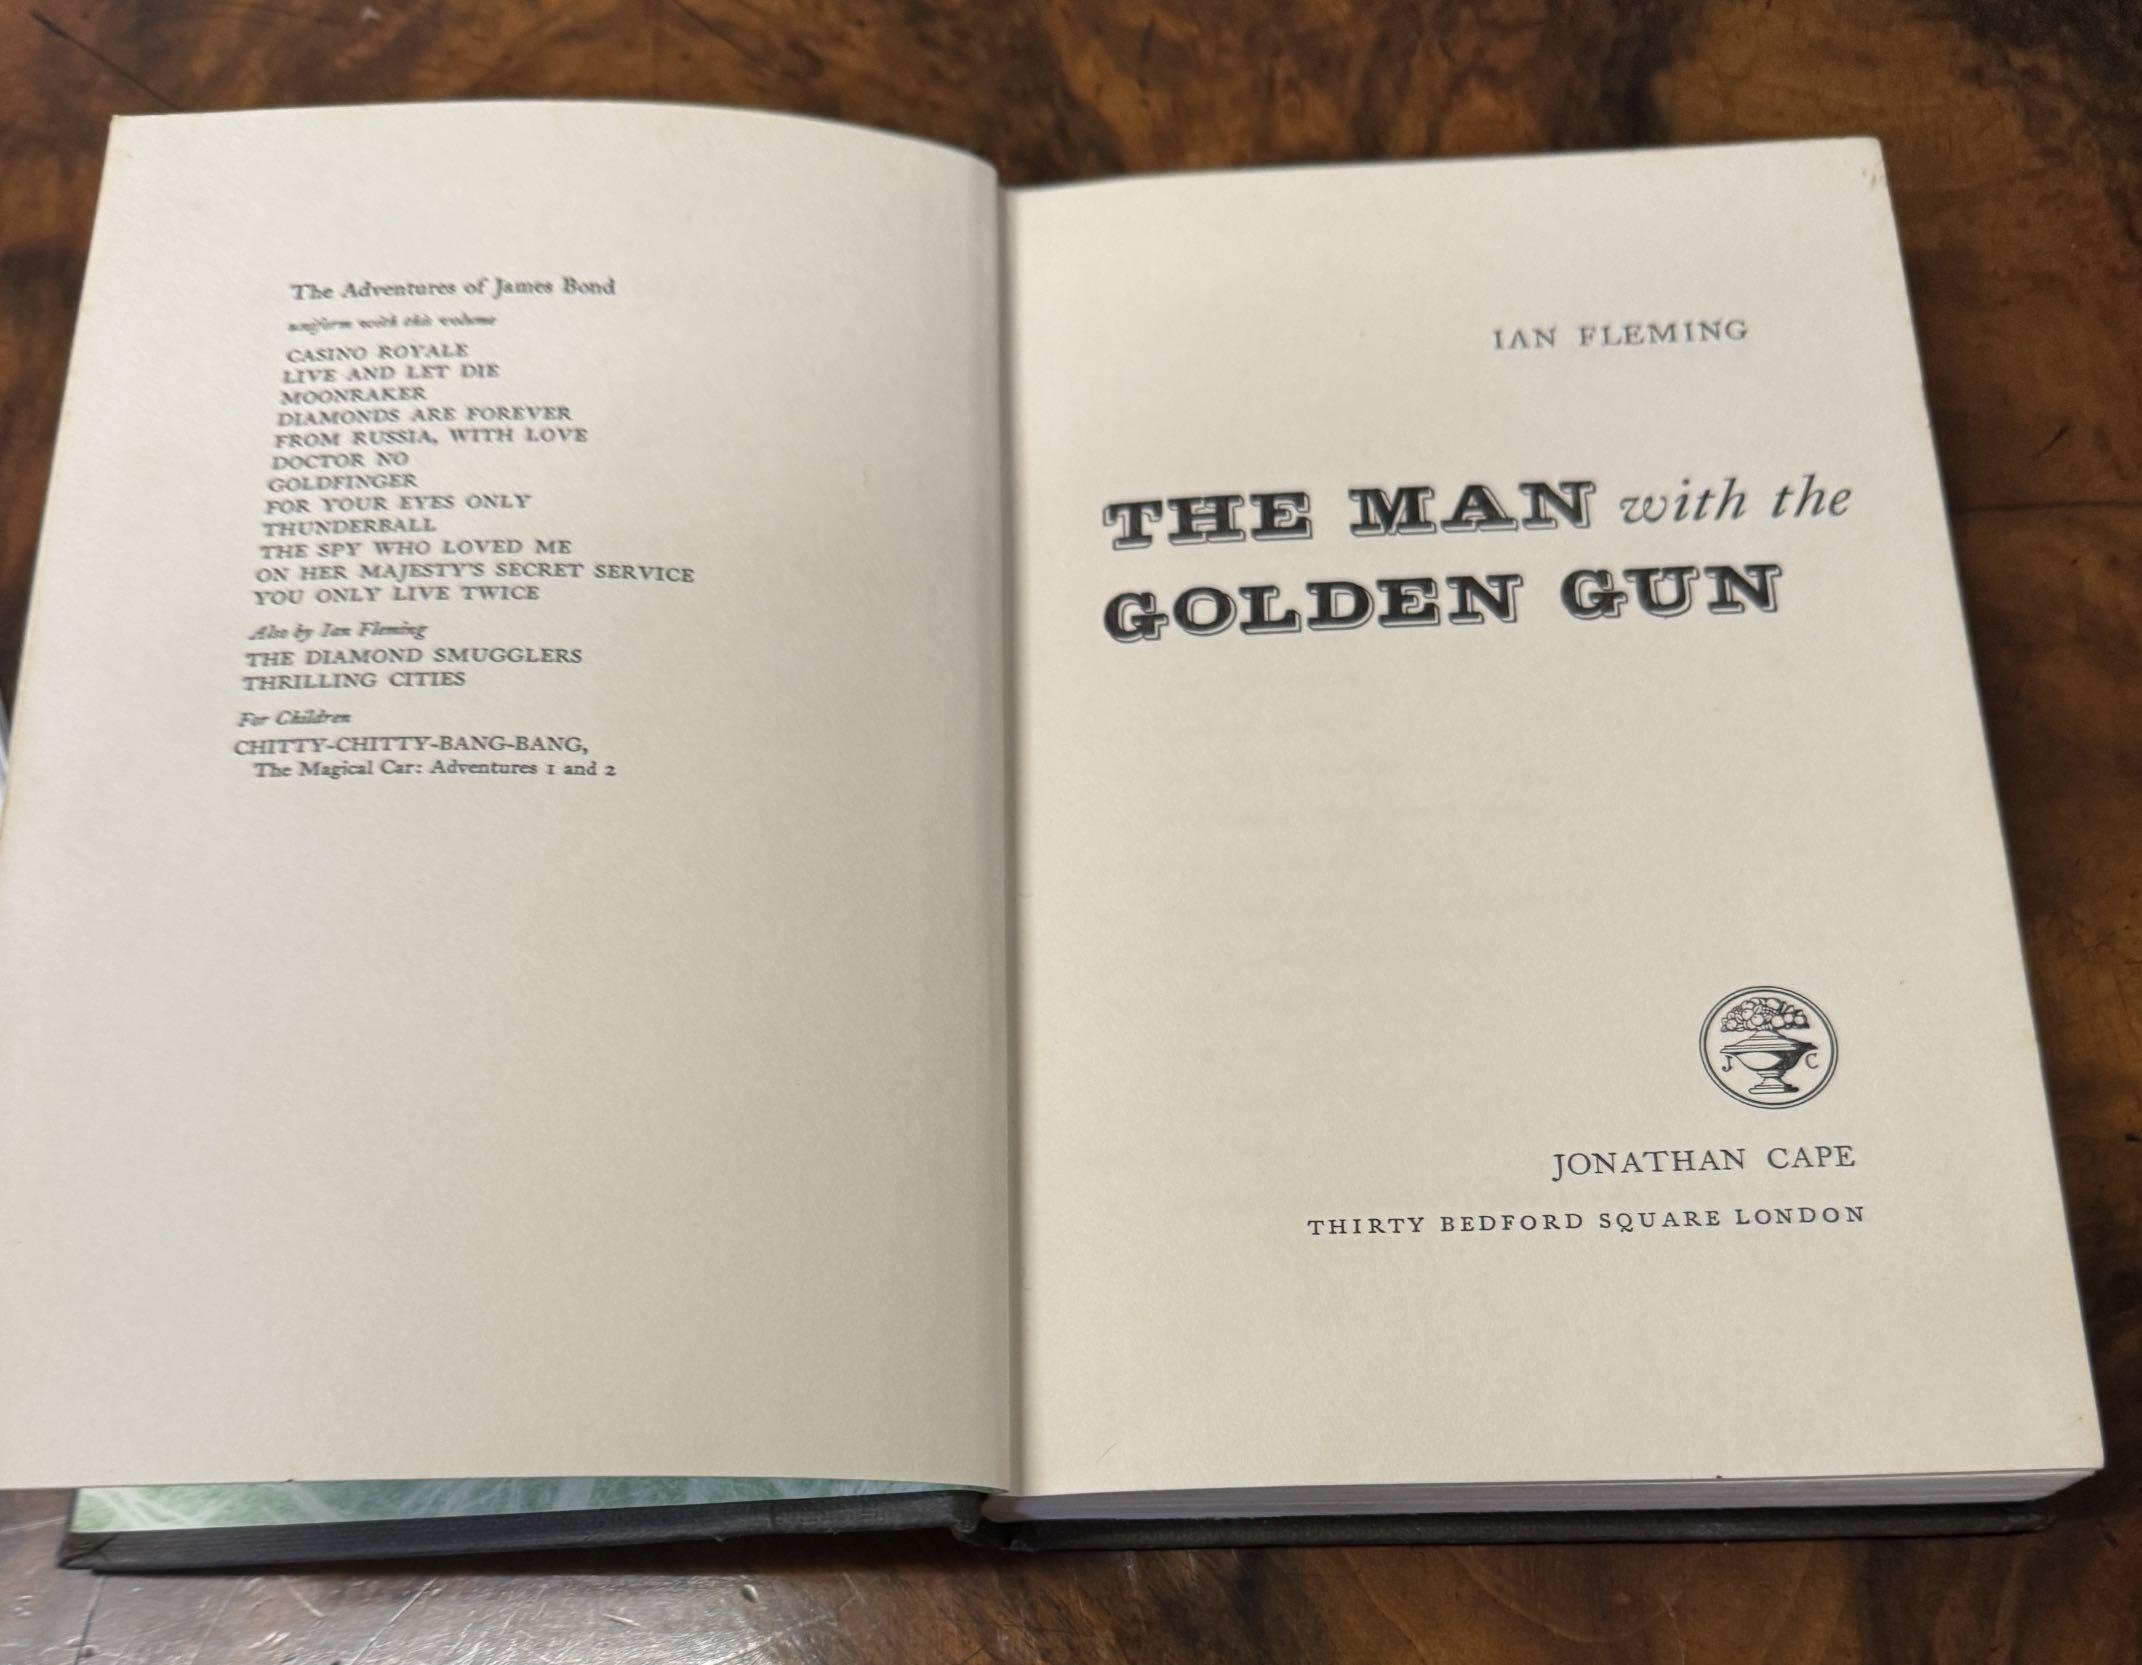 The Adventures of James Bond
uniform with this volume
CASINO ROYALE
LIVE AND LET DIE
MOONRAKER
DIAMONDS ARE FOREVER
FROM RUSSIA, WITH LOVE
DOCTOR NO
GOLDFINGER
FOR YOUR EYES ONLY
THUNDERBALL
THE SPY WHO LOVED ME
ON HER MAJESTY'S SECRET SERVICE
YOU ONLY LIVE TWICE
Also by Ian Fleming
THE DIAMOND SMUGGLERS
THRILLING CITIES
For Children
CHITTY-CHITTY-BANG-BANG,
The Magical Car: Adventures 1 and 2
IAN FLEMING
THE MAN with the
GOLDEN GUN
J C
JONATHAN CAPE
THIRTY BEDFORD SQUARE LONDON